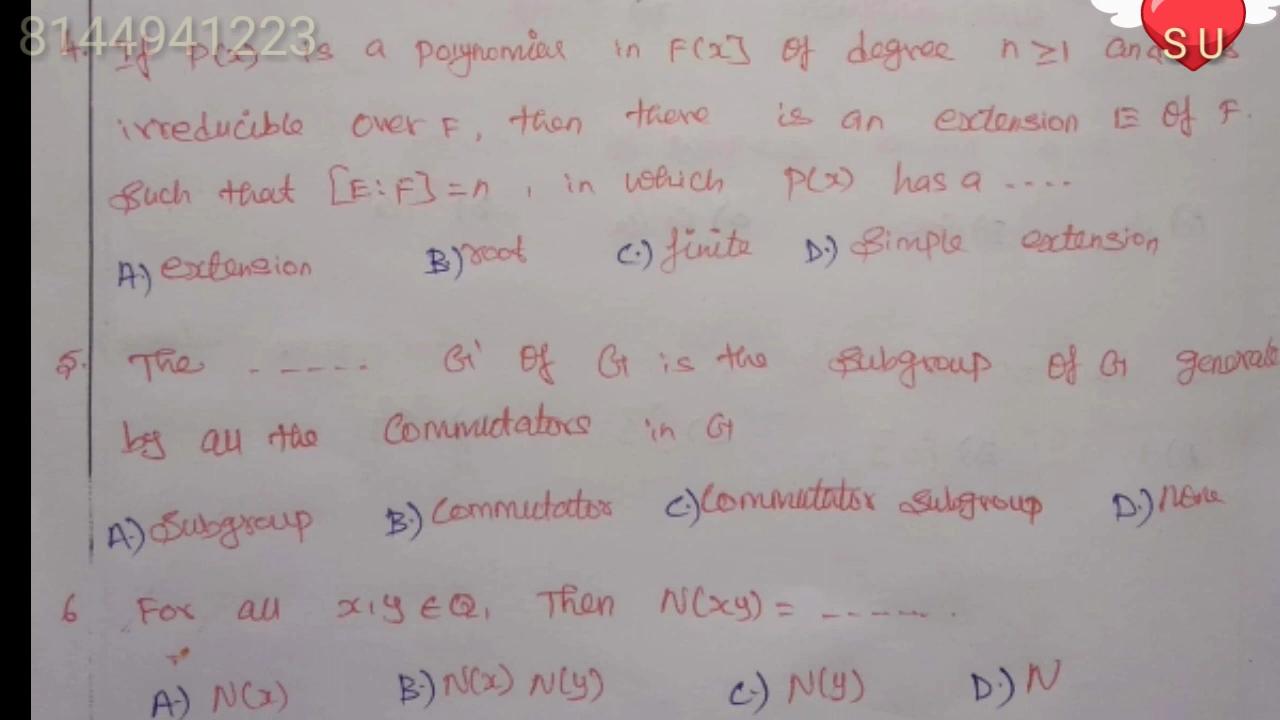 8144941223
S U
4. If P(x) is a polynomial in F(x] of degree n ≥1 and is
irreducible over F, then there is an extension E of F.
Such that [E:F] = n, in which P(x) has a ----
A.) extension B.) root C.) finite D.) Simple extension
5. The ------ G' of G is the Subgroup of G generate
by all the Commutators in G
A.) Subgroup B.) Commutator C.) Commutator Subgroup D.) None
6 For all x,y ∈ Q, Then N(xy) = ------.
A.) N(x) B.) N(x) N(y) C.) N(y) D.) N